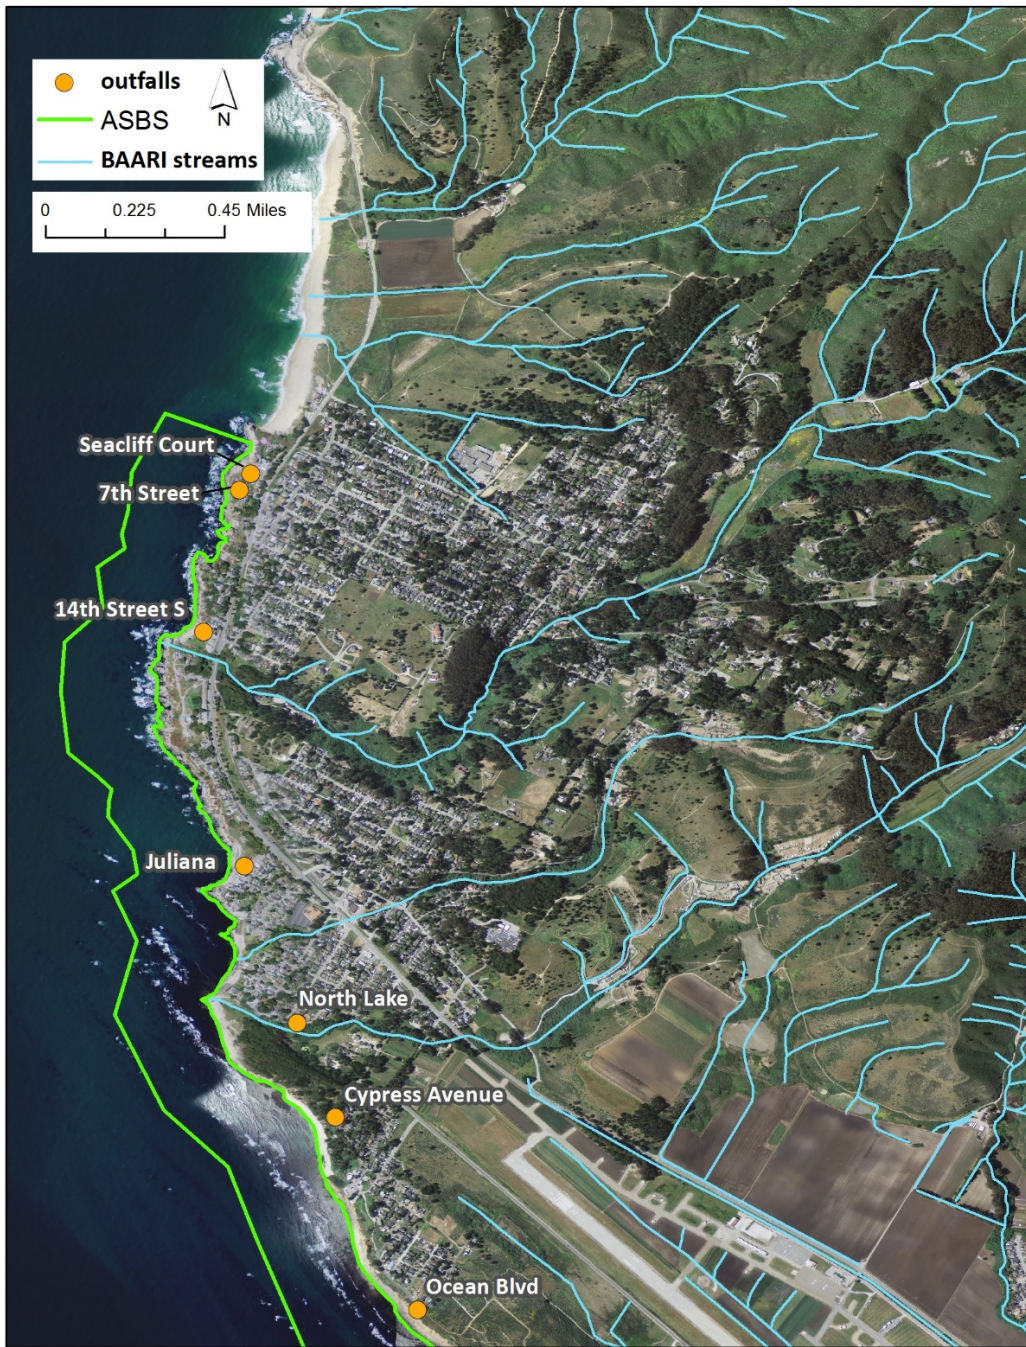 outfalls
ASBS
N
BAARI streams
0 0.225 0.45 Miles
Seacliff Court
7th Street
14th Street S
Juliana
North Lake
Cypress Avenue
Ocean Blvd